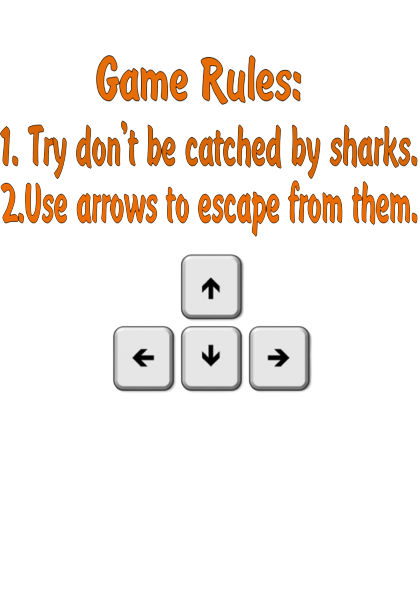 Game Rules:
1. Try don't be catched by sharks.
2.Use arrows to escape from them.